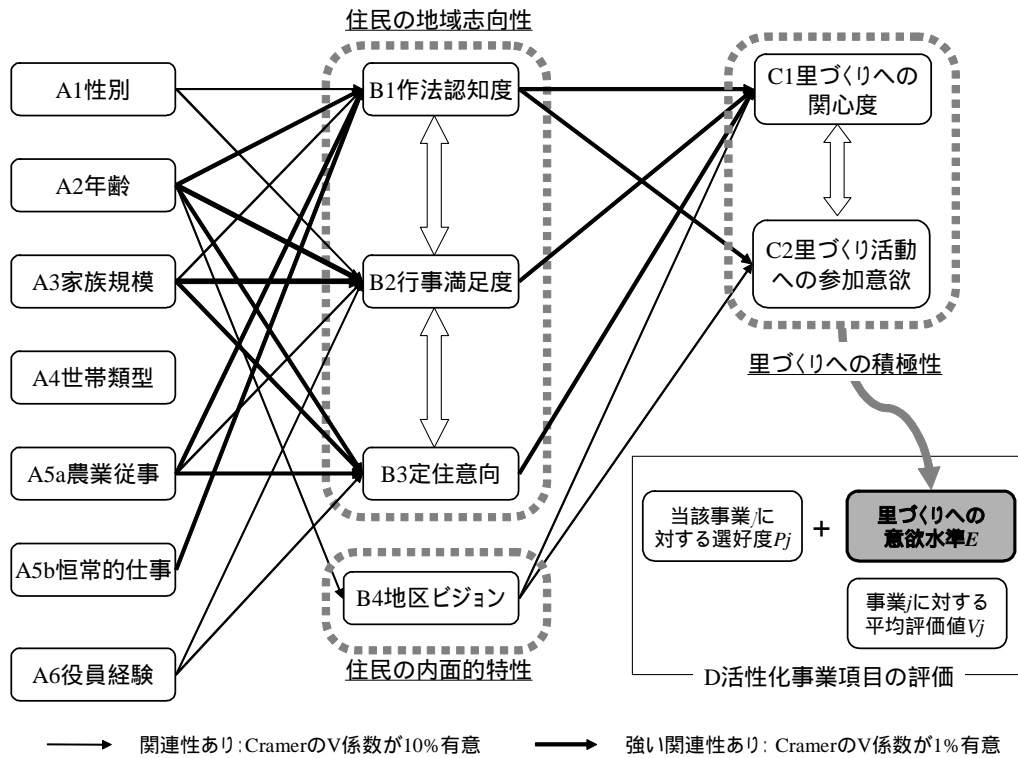 住民の地域志向性
A1性別
A2年齢
A3家族規模
A4世帯類型
A5a農業従事
A5b恒常的仕事
A6役員経験
B1作法認知度
B2行事満足度
B3定住意向
B4地区ビジョン
住民の内面的特性
C1里づくりへの
関心度
C2里づくり活動
への参加意欲
里づくりへの積極性
当該事業jに
対する選好度Pj
+
里づくりへの
意欲水準E
事業jに対する
平均評価値Vj
D活性化事業項目の評価
関連性あり:CramerのV係数が10%有意
強い関連性あり: CramerのV係数が1%有意